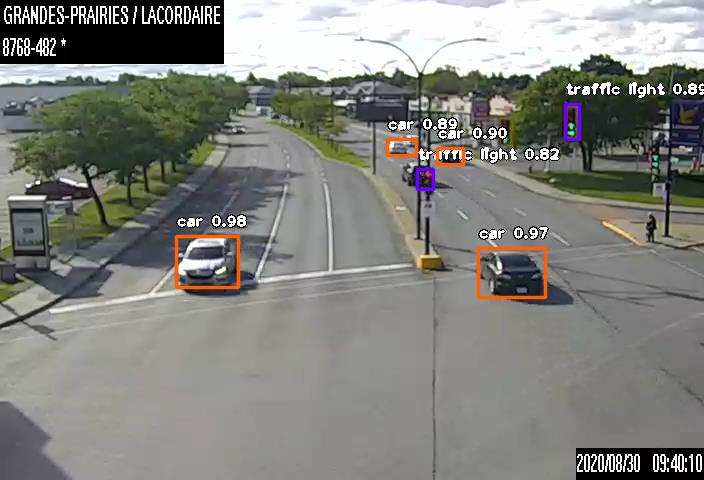 GRANDES-PRAIRIES / LACORDAIRE
8768-482 *
traffic light 0.89
car 0.89
car 0.90
traffic light 0.82
car 0.98
car 0.97
2020/08/30 09:40:10